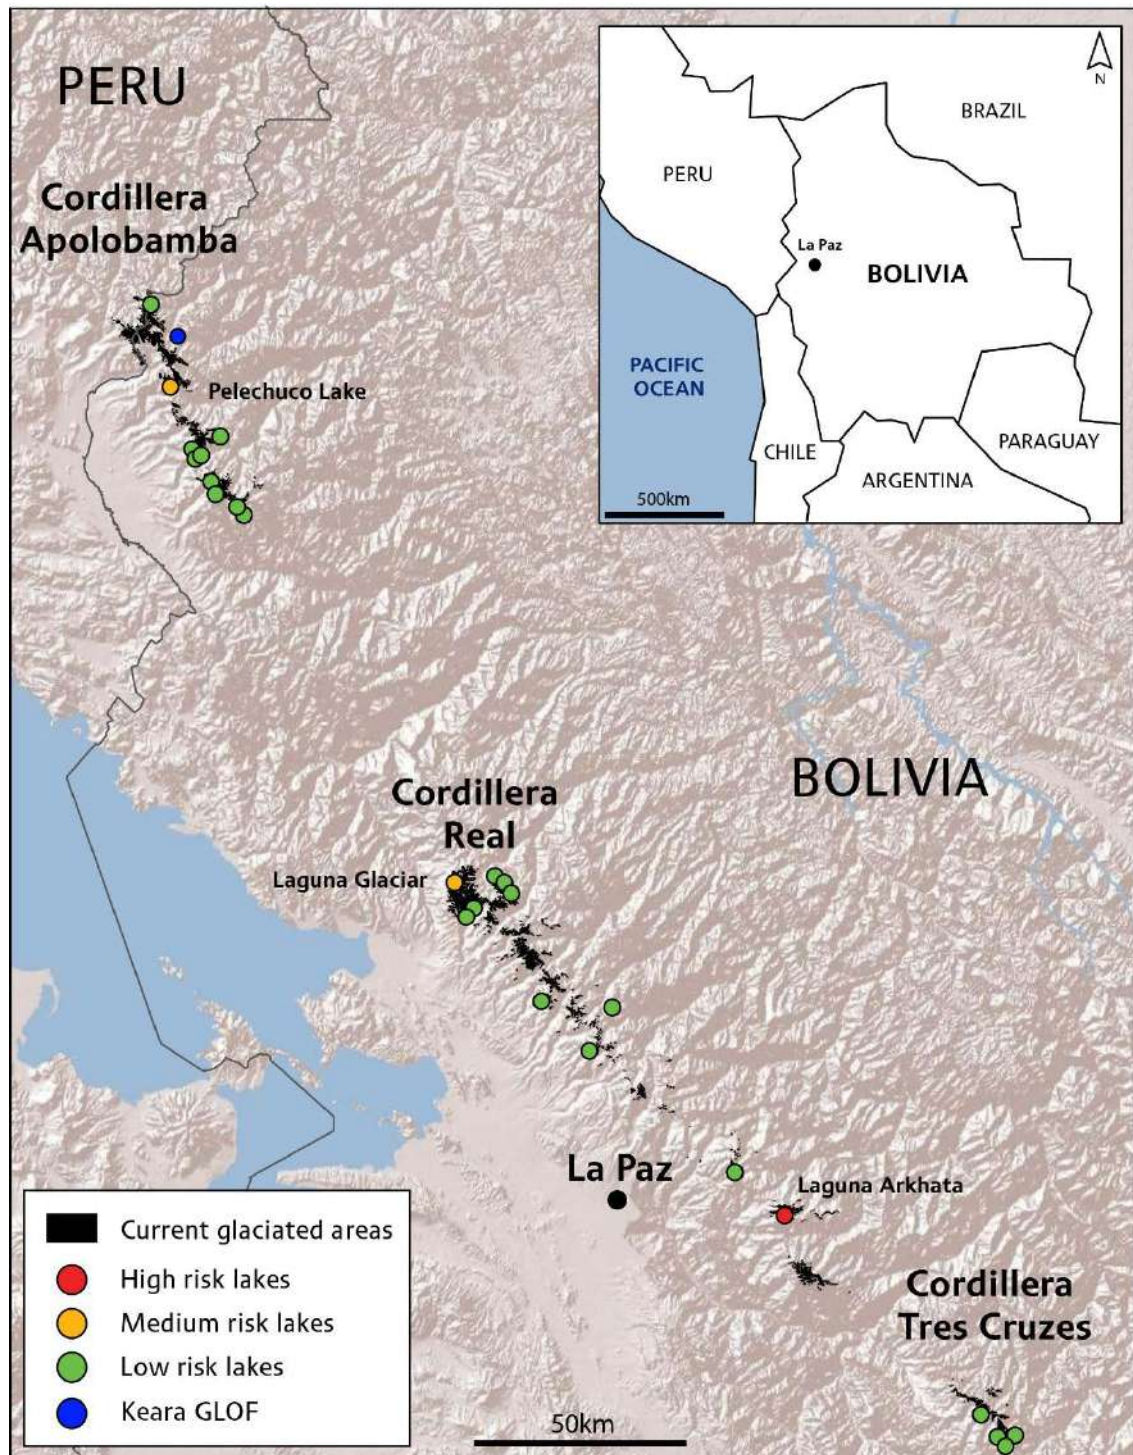 PERU
Cordillera
Apolobamba
Pelechuco Lake
N
BRAZIL
PERU
La Paz
BOLIVIA
PACIFIC
OCEAN
CHILE
PARAGUAY
ARGENTINA
500km
BOLIVIA
Cordillera
Real
Laguna Glaciar
La Paz
Laguna Arkhata
Cordillera
Tres Cruzes
Current glaciated areas
High risk lakes
Medium risk lakes
Low risk lakes
Keara GLOF
50km